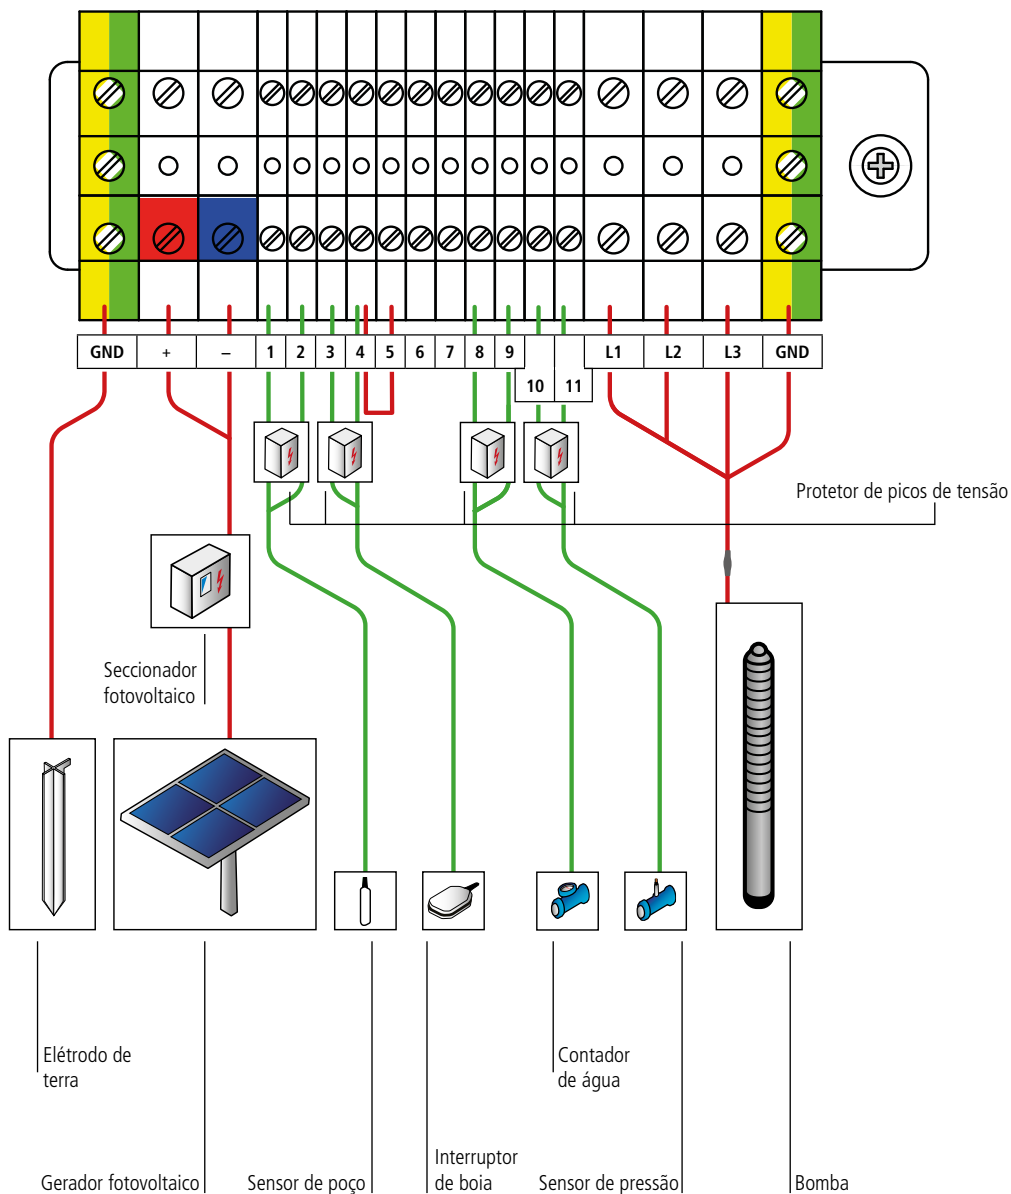 GND + – 1 2 3 4 5 6 7 8 9 L1 L2 L3 GND
10 11
Protetor de picos de tensão
Seccionador
fotovoltaico
Elétrodo de
terra
Contador
de água
Gerador fotovoltaico
Sensor de poço
Interruptor
de boia
Sensor de pressão
Bomba